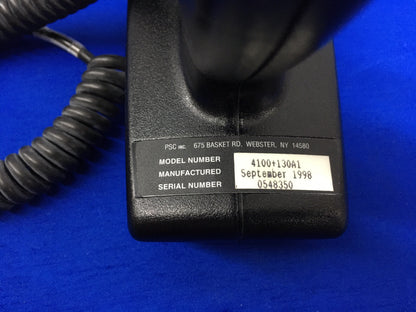 PSC INC. 675 BASKET RD. WEBSTER, NY 14580
MODEL NUMBER 4100+130A1
MANUFACTURED September 1998
SERIAL NUMBER 0548350